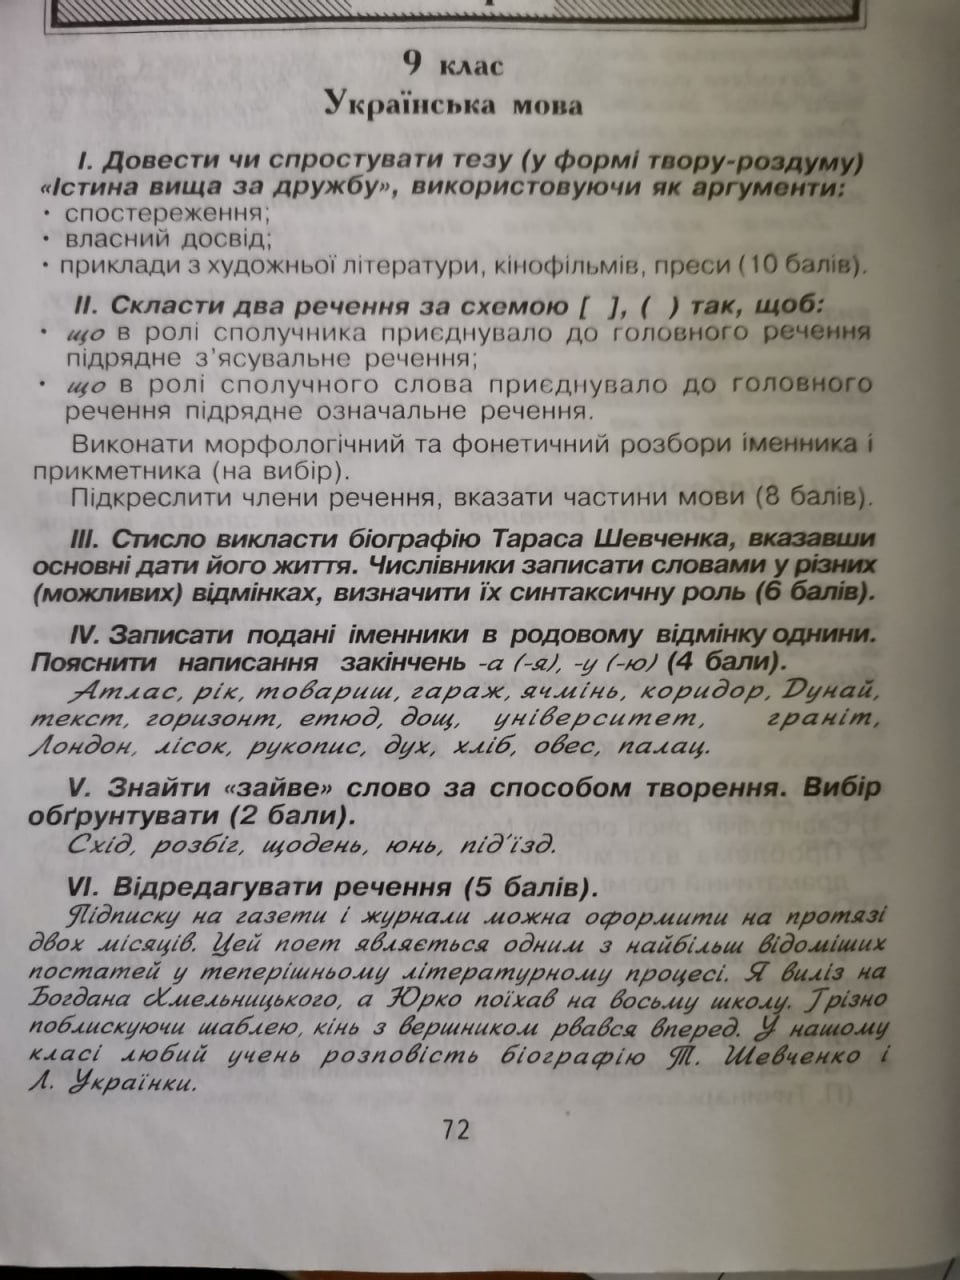 9 клас
Українська мова
І. Довести чи спростувати тезу (у формі твору-роздуму)
«Істина вища за дружбу», використовуючи як аргументи:
• спостереження;
• власний досвід;
• приклади з художньої літератури, кінофільмів, преси (10 балів).
ІІ. Скласти два речення за схемою [ ], ( ) так, щоб:
• що в ролі сполучника приєднувало до головного речення
підрядне з’ясувальне речення;
• що в ролі сполучного слова приєднувало до головного
речення підрядне означальне речення.
Виконати морфологічний та фонетичний розбори іменника і
прикметника (на вибір).
Підкреслити члени речення, вказати частини мови (8 балів).
ІІІ. Стисло викласти біографію Тараса Шевченка, вказавши
основні дати його життя. Числівники записати словами у різних
(можливих) відмінках, визначити їх синтаксичну роль (6 балів).
IV. Записати подані іменники в родовому відмінку однини.
Пояснити написання закінчень -а (-я), -у (-ю) (4 бали).
Атлас, рік, товариш, гараж, ячмінь, коридор, Дунай,
текст, горизонт, етюд, дощ, університет, граніт,
Лондон, лісок, рукопис, дух, хліб, овес, палац.
V. Знайти «зайве» слово за способом творення. Вибір
обґрунтувати (2 бали).
Схід, розбіг, щодень, юнь, під’їзд.
VI. Відредагувати речення (5 балів).
Підписку на газети і журнали можна оформити на протязі
двох місяців. Цей поет являється одним з найбільш відоміших
постатей у теперішньому літературному процесі. Я виліз на
Богдана Хмельницького, а Юрко поїхав на восьму школу. Грізно
поблискуючи шаблею, кінь з вершником рвався вперед. У нашому
класі любий учень розповість біографію Т. Шевченко і
Л. Українки.
72